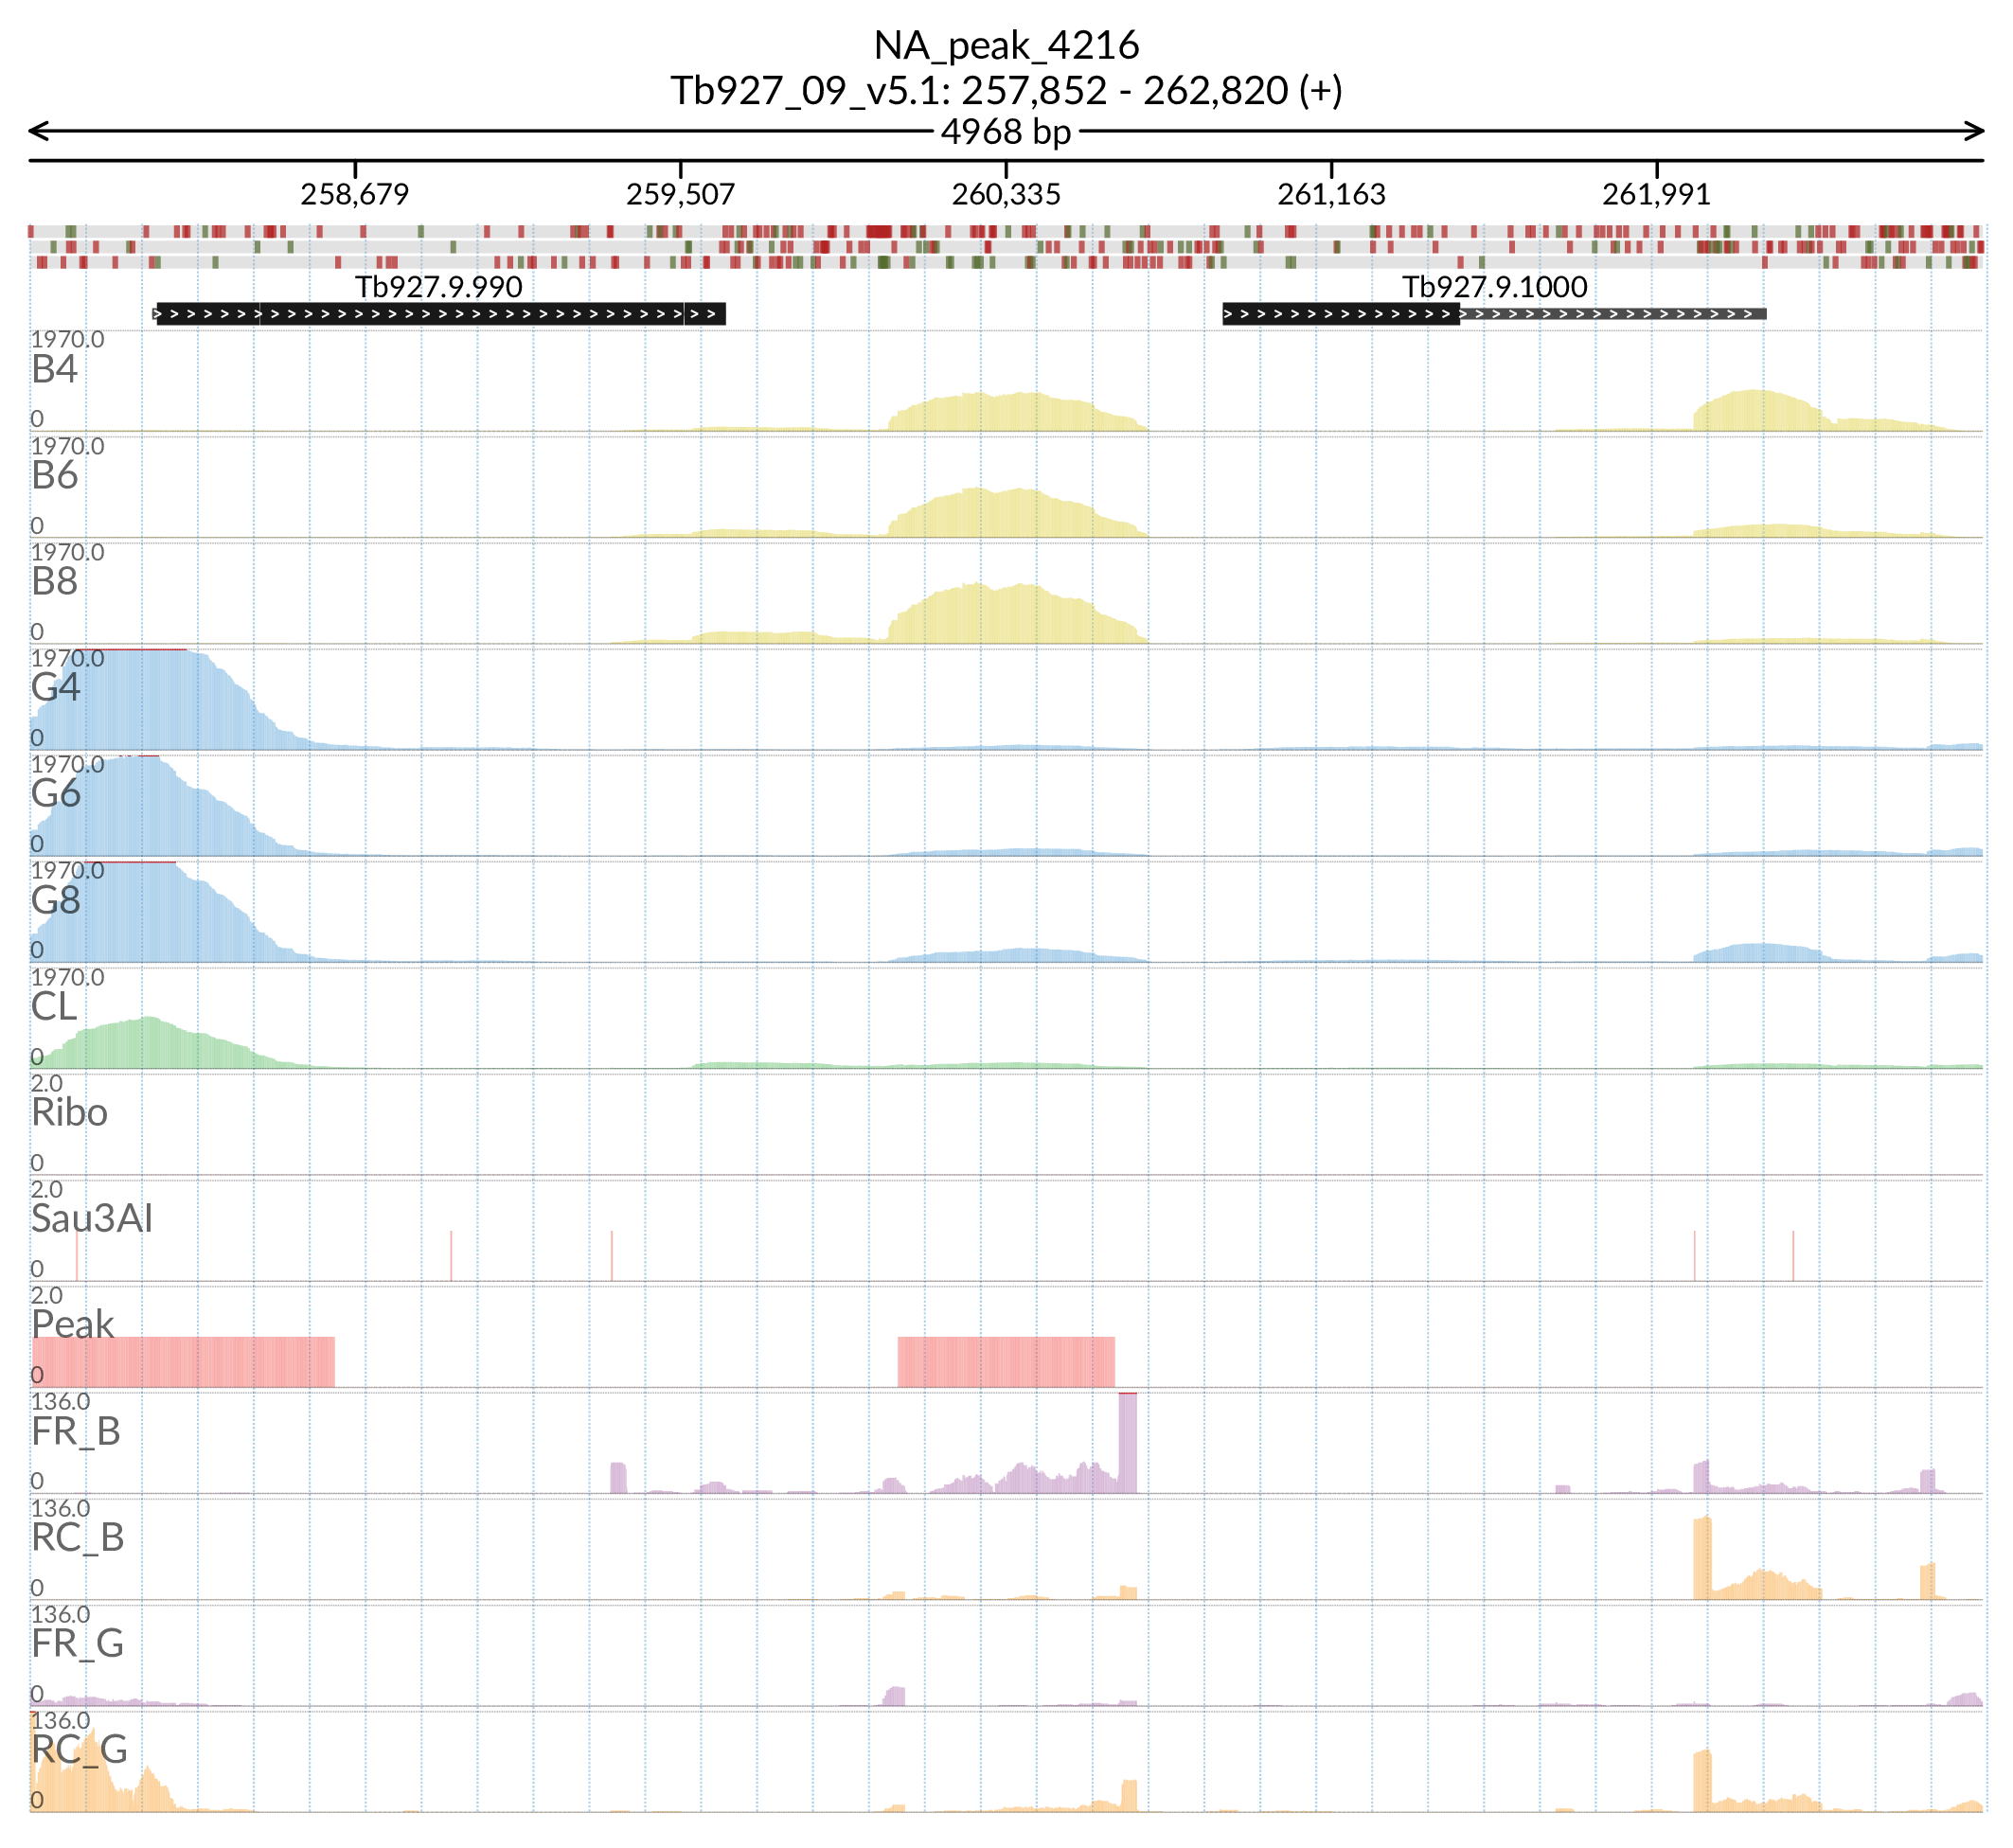 NA_peak_4216
Tb927_09_v5.1: 257,852 - 262,820 (+)
4968 bp
258,679 259,507 260,335 261,163 261,991
Tb927.9.990 Tb927.9.1000
1970.0
B4
0
1970.0
B6
0
1970.0
B8
0
1970.0
G4
0
1970.0
G6
0
1970.0
G8
0
1970.0
CL
0
2.0
Ribo
0
2.0
Sau3AI
0
2.0
Peak
0
136.0
FR_B
0
136.0
RC_B
0
136.0
FR_G
0
136.0
RC_G
0